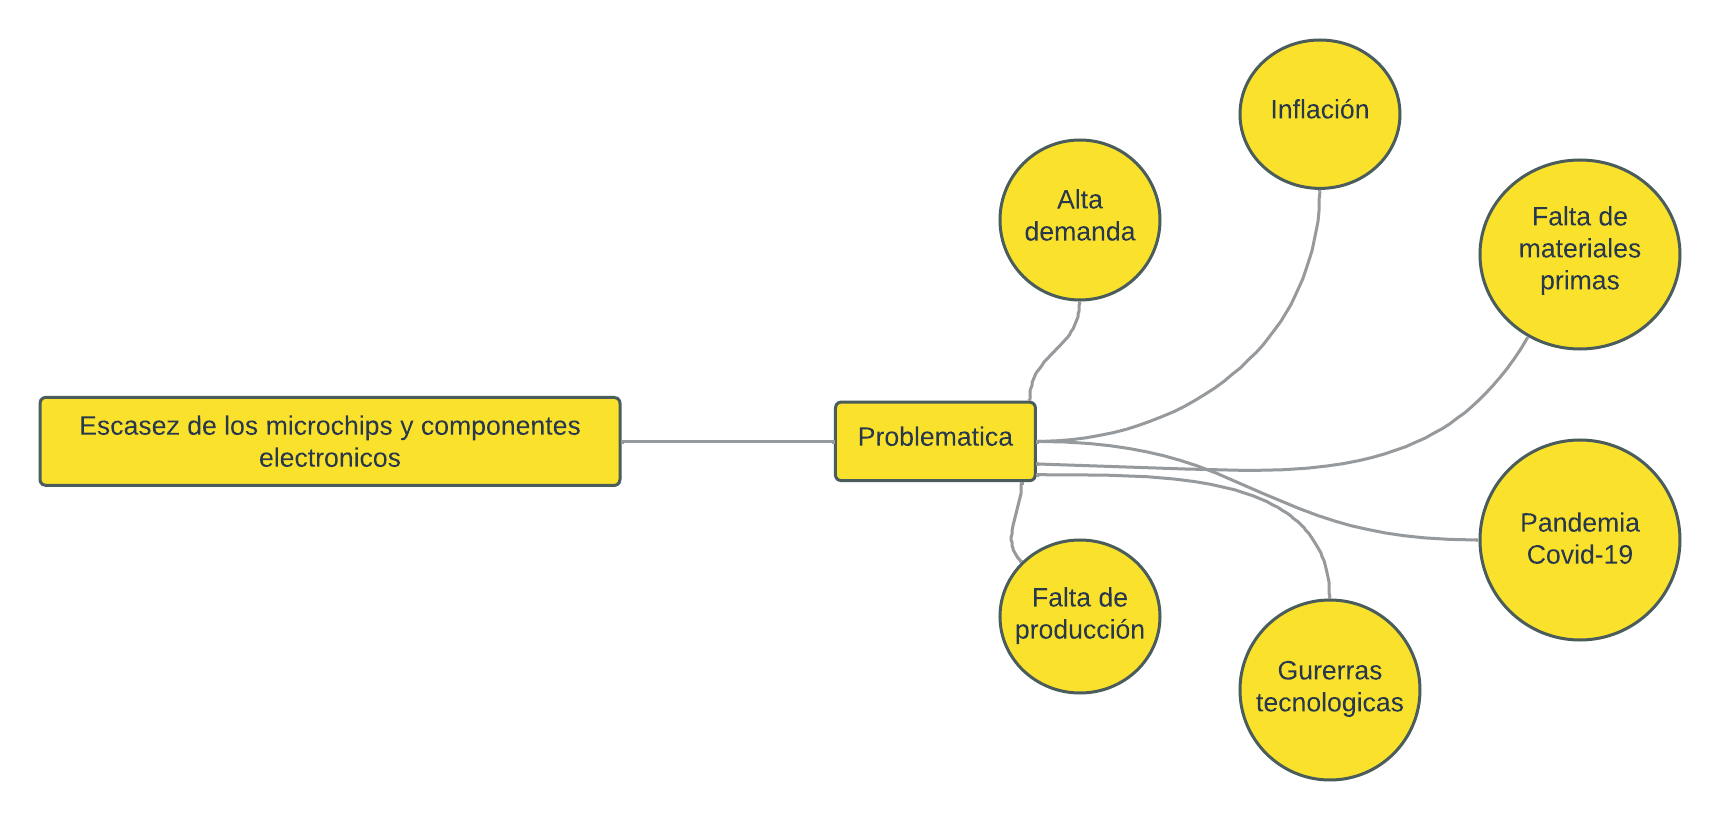 Escasez de los microchips y componentes
electronicos
Problematica
Alta
demanda
Inflación
Falta de
materiales
primas
Pandemia
Covid-19
Gurerras
tecnologicas
Falta de
producción